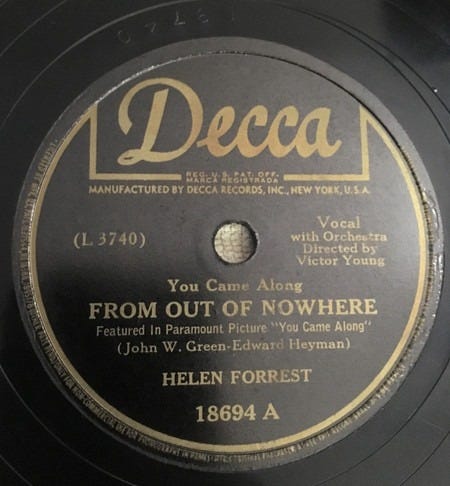 Decca
REG. U.S. PAT. OFF.
MARCA REGISTRADA
MANUFACTURED BY DECCA RECORDS, INC., NEW YORK, U.S.A.
(L 3740)
Vocal
with Orchestra
Directed by
Victor Young
You Came Along
FROM OUT OF NOWHERE
Featured In Paramount Picture "You Came Along"
(John W. Green-Edward Heyman)
HELEN FORREST
18694 A